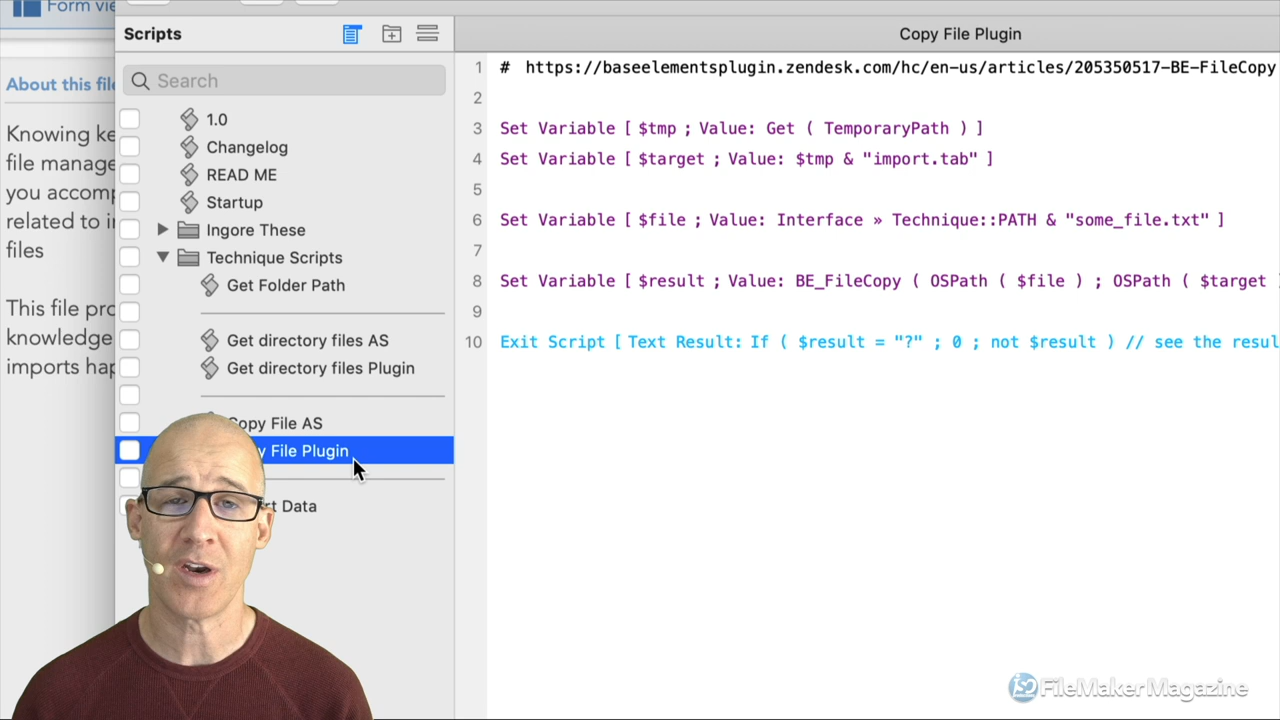 Form vie
Scripts
Copy File Plugin
Search
About this file
Knowing ke
file manage
you accomp
related to i
files
This file pro
knowledge
imports hap
1.0
Changelog
READ ME
Startup
Ingore These
Technique Scripts
Get Folder Path
Get directory files AS
Get directory files Plugin
Copy File AS
y File Plugin
rt Data
1 # https://baseelementsplugin.zendesk.com/hc/en-us/articles/205350517-BE-FileCopy
2
3 Set Variable [ $tmp ; Value: Get ( TemporaryPath ) ]
4 Set Variable [ $target ; Value: $tmp & "import.tab" ]
5
6 Set Variable [ $file ; Value: Interface » Technique::PATH & "some_file.txt" ]
7
8 Set Variable [ $result ; Value: BE_FileCopy ( OSPath ( $file ) ; OSPath ( $target )
9
10 Exit Script [ Text Result: If ( $result = "?" ; 0 ; not $result ) // see the resul
FileMaker Magazine